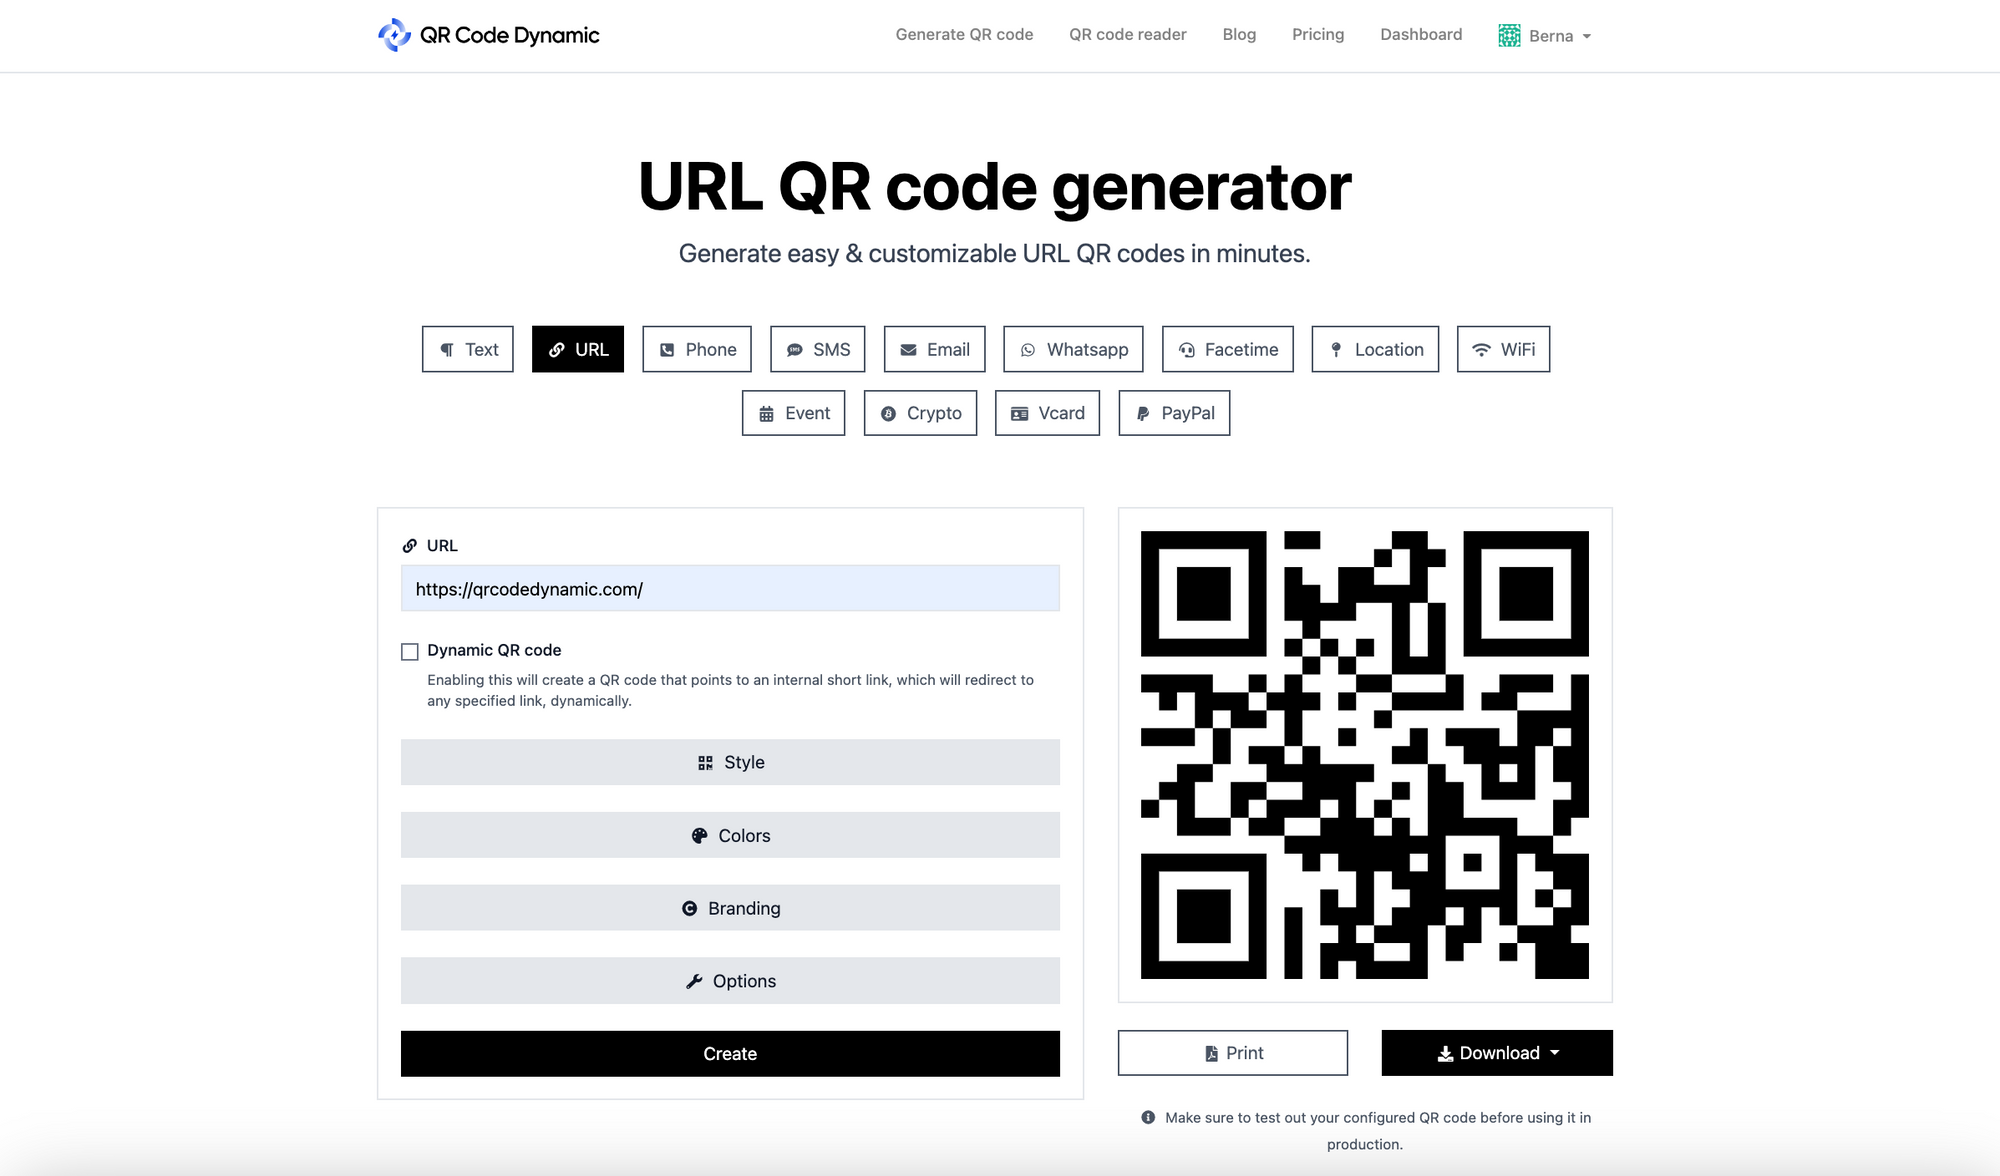 QR Code Dynamic
Generate QR code QR code reader Blog Pricing Dashboard Berna
URL QR code generator
Generate easy & customizable URL QR codes in minutes.
Text URL Phone SMS Email Whatsapp Facetime Location WiFi
Event Crypto Vcard PayPal
URL
https://qrcodedynamic.com/
Dynamic QR code
Enabling this will create a QR code that points to an internal short link, which will redirect to
any specified link, dynamically.
Style
Colors
Branding
Options
Create
Print Download
Make sure to test out your configured QR code before using it in
production.